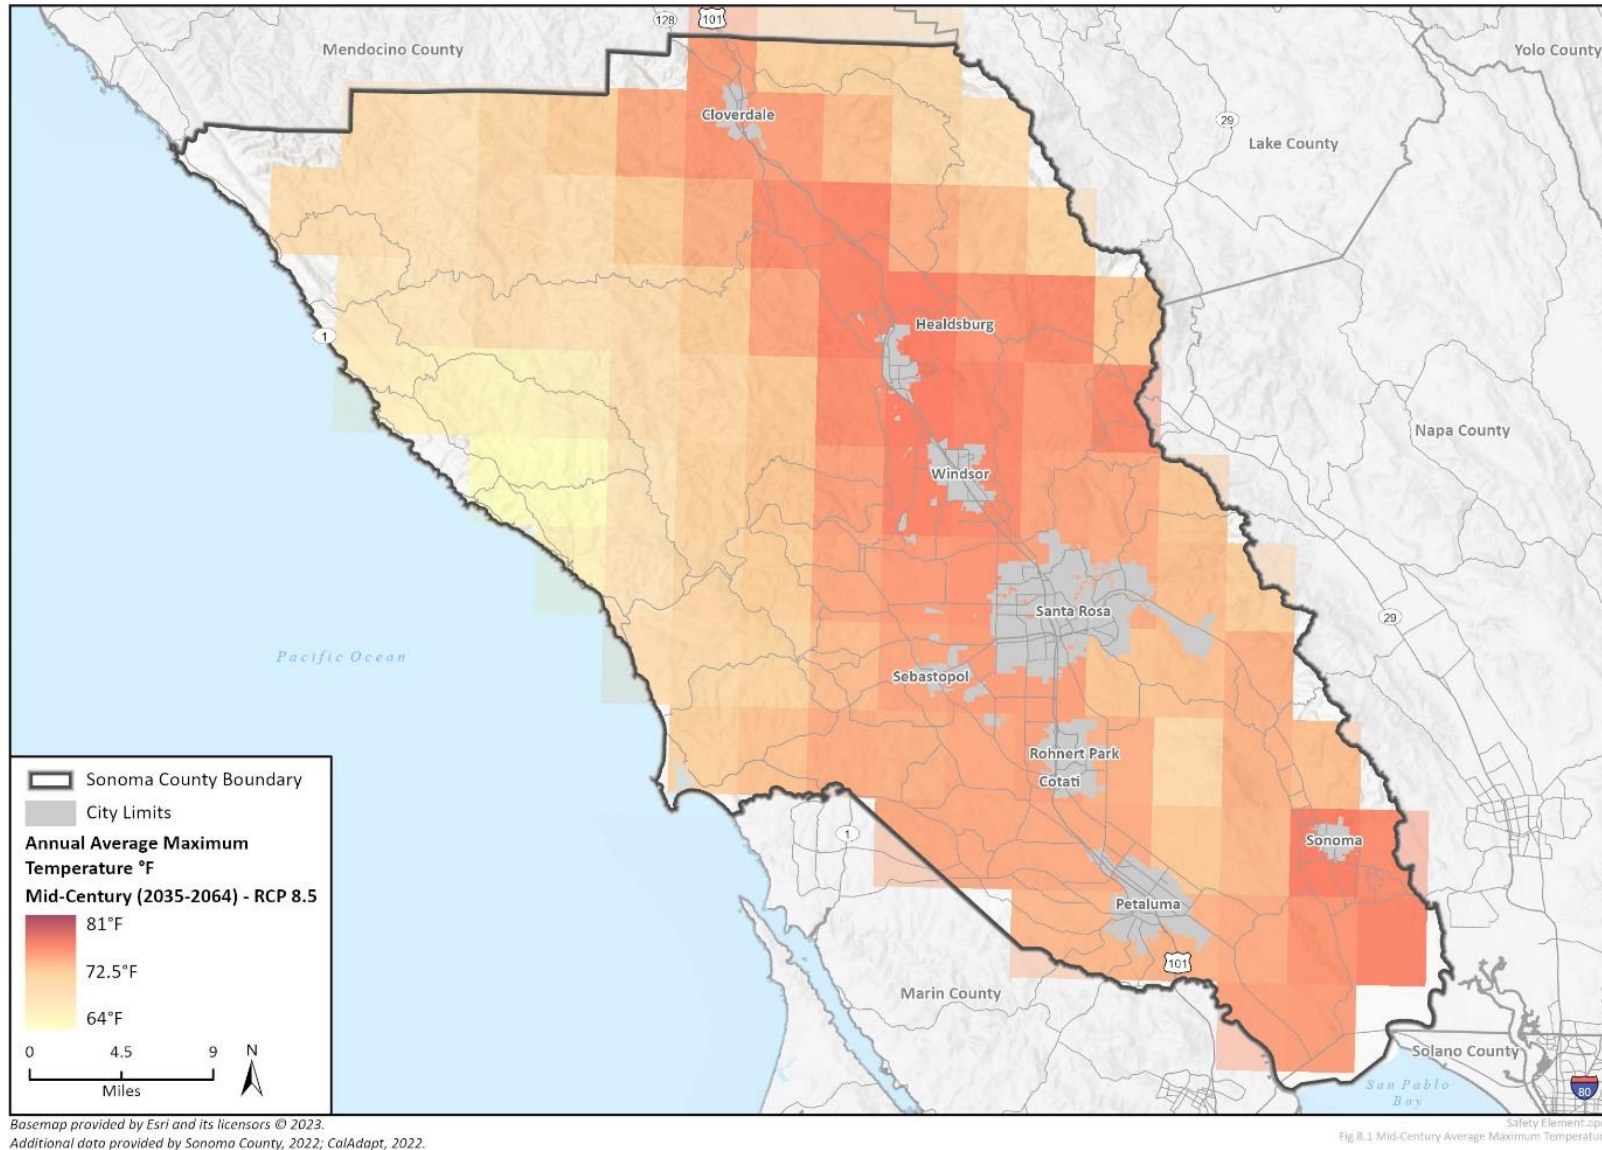 128
101
Mendocino County
Yolo County
Cloverdale
29
Lake County
Healdsburg
1
Napa County
Windsor
Santa Rosa
29
Pacific Ocean
Sebastopol
Rohnert Park
Cotati
1
Sonoma
Petaluma
101
Marin County
Solano County
San Pablo
Bay
80
Sonoma County Boundary
City Limits
Annual Average Maximum
Temperature °F
Mid-Century (2035-2064) - RCP 8.5
81°F
72.5°F
64°F
0 4.5 9
Miles
N
Basemap provided by Esri and its licensors © 2023.
Additional data provided by Sonoma County, 2022; CalAdapt, 2022.
Safety Element.ap
Fig 8.1 Mid-Century Average Maximum Temperatur